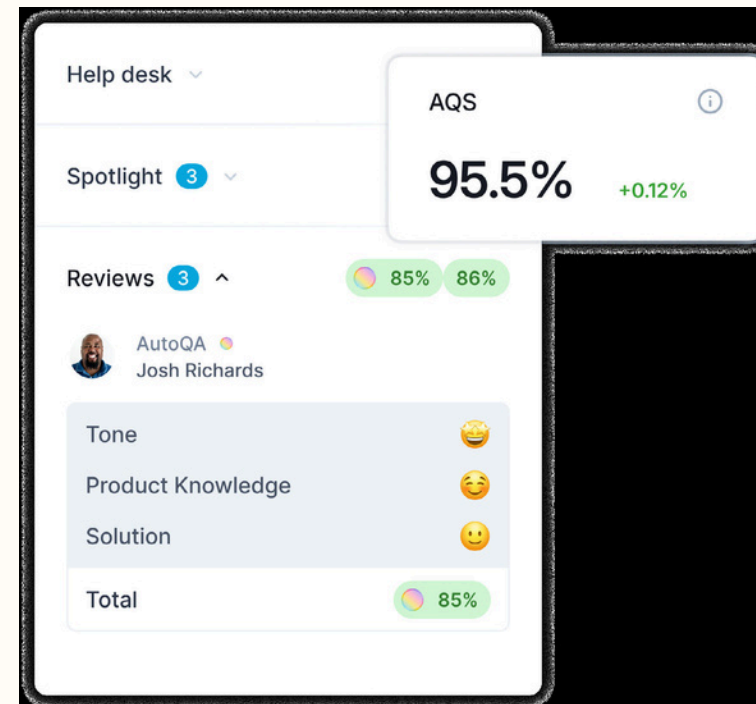 Help desk
AQS
95.5% +0.12%
Spotlight 3
Reviews 3 85% 86%
AutoQA
Josh Richards
Tone
Product Knowledge
Solution
Total 85%